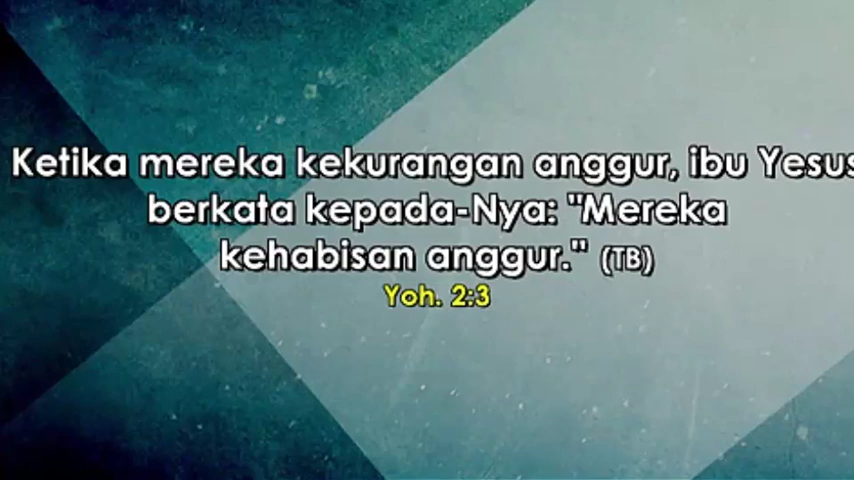 Ketika mereka kekurangan anggur, ibu Yesus
berkata kepada-Nya: "Mereka
kehabisan anggur." (TB)
Yoh. 2:3